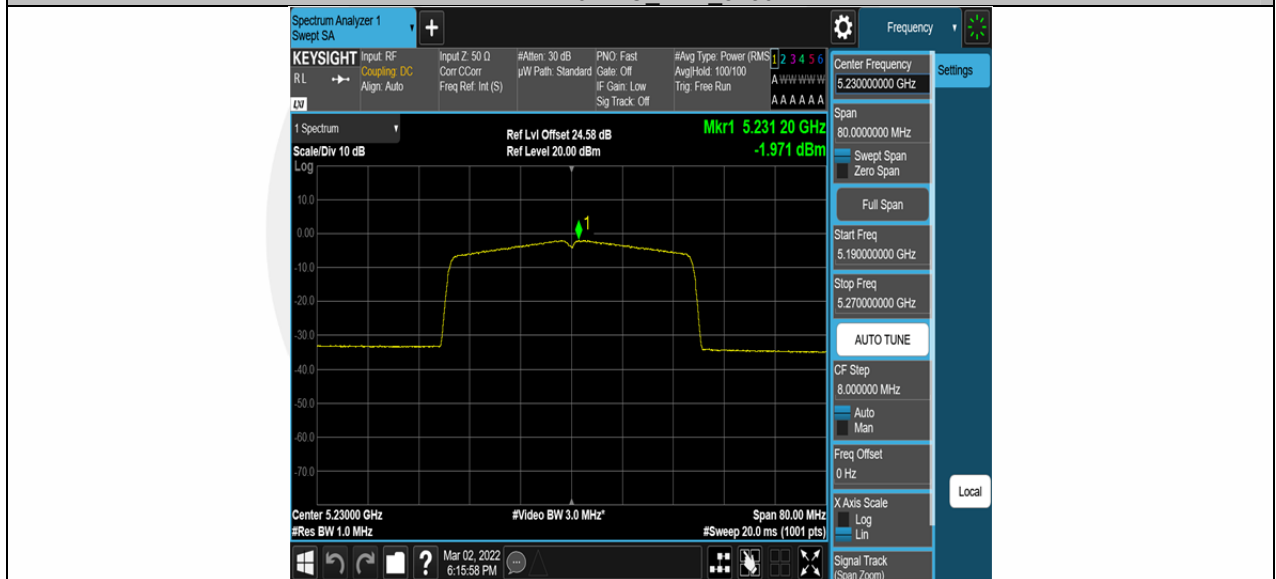 Spectrum Analyzer 1
Swept SA
+
Frequency
KEYSIGHT
RL
LXI
Input: RF
Coupling: DC
Align: Auto
Input Z: 50 Ω
Corr CCorr
Freq Ref: Int (S)
#Atten: 30 dB
µW Path: Standard
PNO: Fast
Gate: Off
IF Gain: Low
Sig Track: Off
#Avg Type: Power (RMS
Avg|Hold: 100/100
Trig: Free Run
1 2 3 4 5 6
A W W W W W
A A A A A A
1 Spectrum
Scale/Div 10 dB
Log
Ref Lvl Offset 24.58 dB
Ref Level 20.00 dBm
Mkr1 5.231 20 GHz
-1.971 dBm
10.0
0.00
-10.0
-20.0
-30.0
-40.0
-50.0
-60.0
-70.0
1
Center 5.23000 GHz
#Res BW 1.0 MHz
#Video BW 3.0 MHz*
Span 80.00 MHz
#Sweep 20.0 ms (1001 pts)
?
Mar 02, 2022
6:15:58 PM
Center Frequency
5.230000000 GHz
Settings
Span
80.0000000 MHz
Swept Span
Zero Span
Full Span
Start Freq
5.190000000 GHz
Stop Freq
5.270000000 GHz
AUTO TUNE
CF Step
8.000000 MHz
Auto
Man
Freq Offset
0 Hz
X Axis Scale
Log
Lin
Local
Signal Track
(Span Zoom)